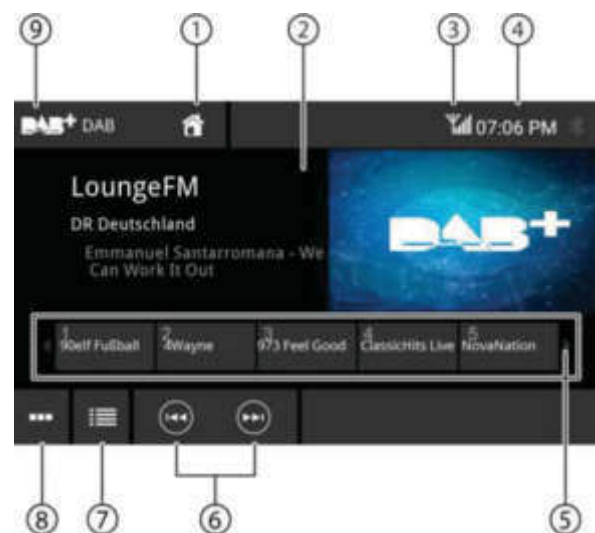 9 1 2 3 4
DAB+ DAB 07:06 PM
LoungeFM
DR Deutschland
Emmanuel Santarromana - We
Can Work It Out
DAB+
1 2 3 4 5
90elf Fußball 4Wayne 973 Feel Good ClassicHits Live NovaNation
8 7 6 5